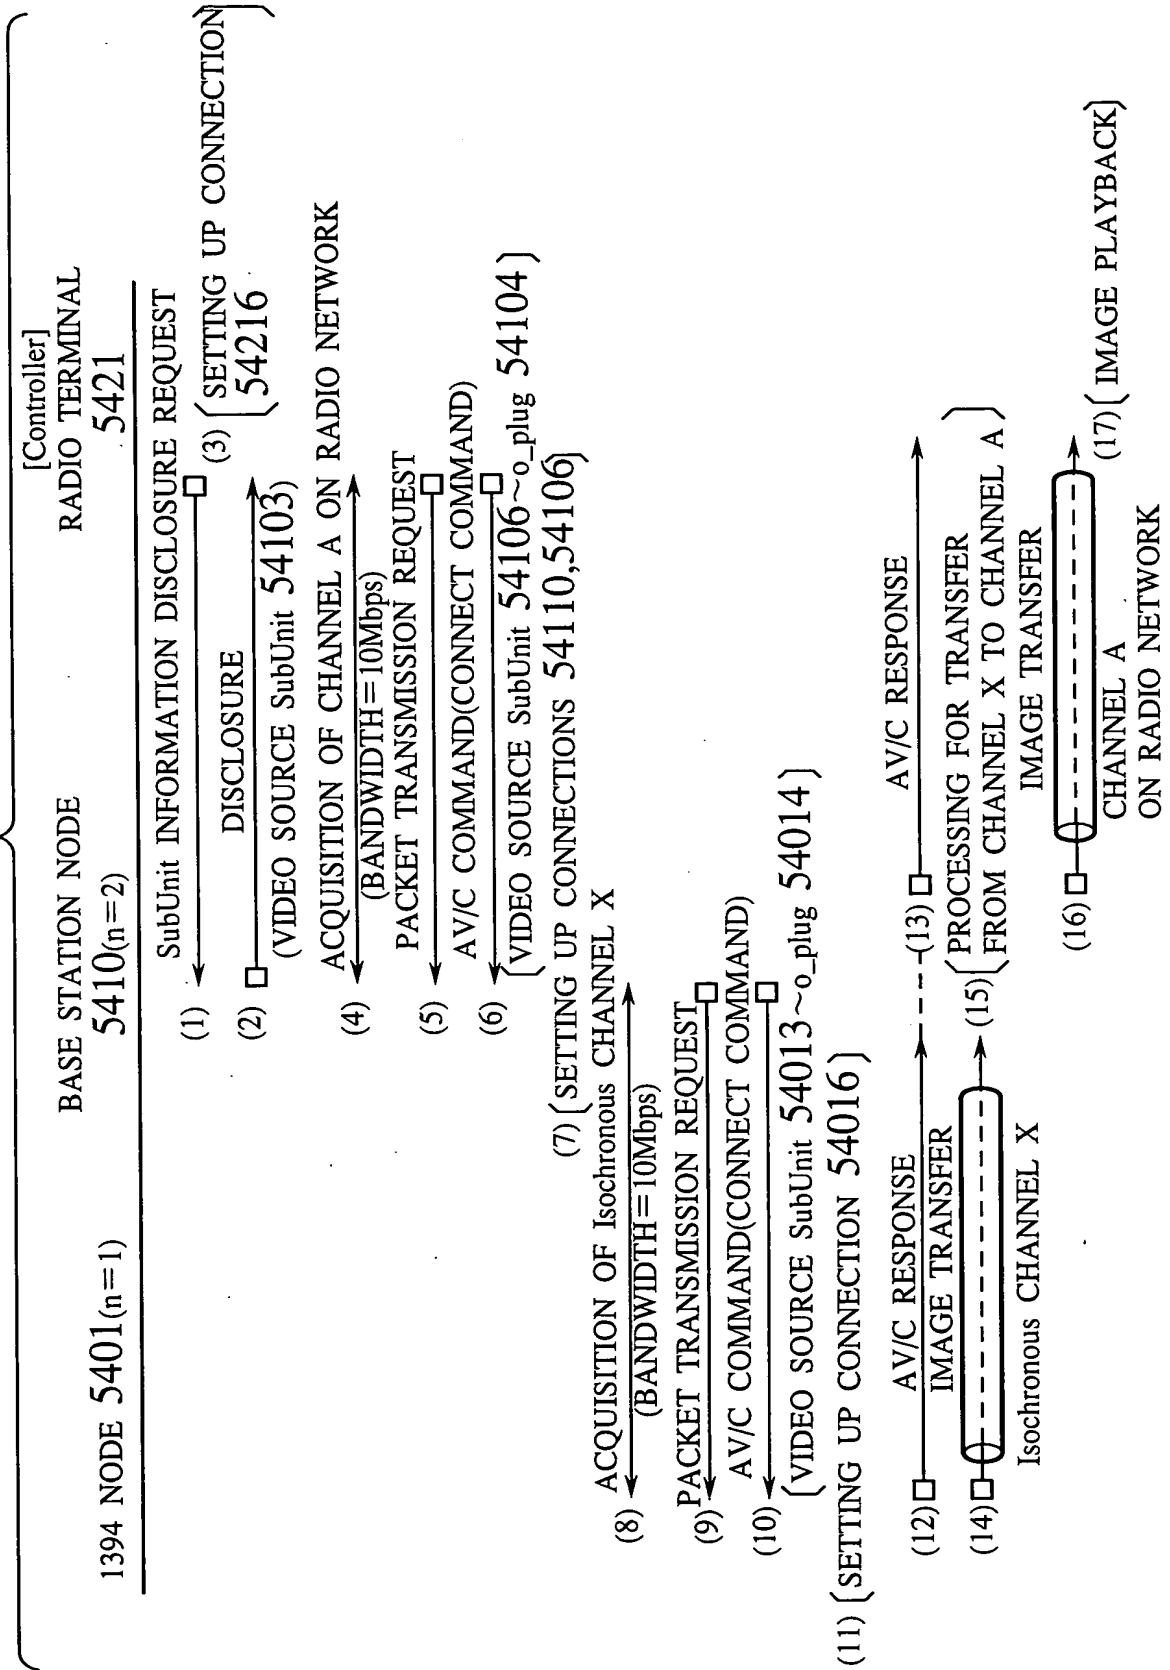 [Controller]
1394 NODE 5401(n=1)
BASE STATION NODE
5410(n=2)
RADIO TERMINAL
5421
SubUnit INFORMATION DISCLOSURE REQUEST
(1)
DISCLOSURE
(2)
(VIDEO SOURCE SubUnit 54103)
(3) [SETTING UP CONNECTION
54216]
ACQUISITION OF CHANNEL A ON RADIO NETWORK
(4)
(BANDWIDTH=10Mbps)
PACKET TRANSMISSION REQUEST
(5)
AV/C COMMAND(CONNECT COMMAND)
(6)
[VIDEO SOURCE SubUnit 54106~o_plug 54104]
(7) [SETTING UP CONNECTIONS 54110,54106]
ACQUISITION OF Isochronous CHANNEL X
(8)
(BANDWIDTH=10Mbps)
PACKET TRANSMISSION REQUEST
(9)
AV/C COMMAND(CONNECT COMMAND)
(10)
[VIDEO SOURCE SubUnit 54013~o_plug 54014]
(11) [SETTING UP CONNECTION 54016]
AV/C RESPONSE
(12)
AV/C RESPONSE
(13)
IMAGE TRANSFER
(14)
Isochronous CHANNEL X
(15) [PROCESSING FOR TRANSFER
FROM CHANNEL X TO CHANNEL A]
IMAGE TRANSFER
(16)
CHANNEL A
ON RADIO NETWORK
(17) [IMAGE PLAYBACK]